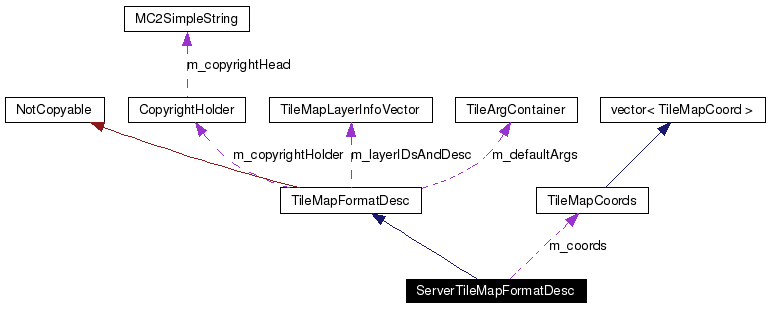 MC2SimpleString
m_copyrightHead
NotCopyable
CopyrightHolder
TileMapLayerInfoVector
TileArgContainer
vector< TileMapCoord >
m_copyrightHolder
m_layerIDsAndDesc
m_defaultArgs
TileMapFormatDesc
TileMapCoords
m_coords
ServerTileMapFormatDesc